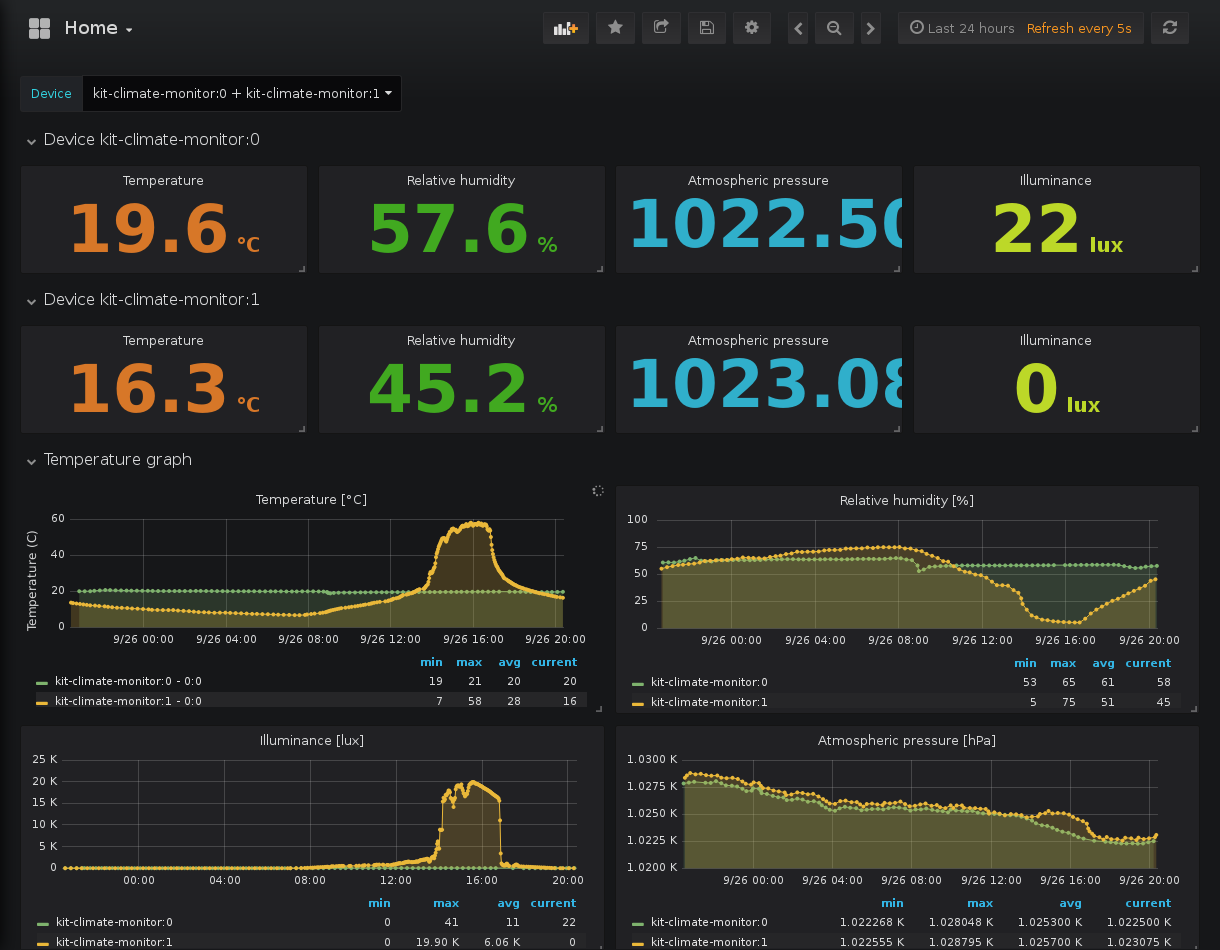 Home
Last 24 hours Refresh every 5s
Device kit-climate-monitor:0 + kit-climate-monitor:1
Device kit-climate-monitor:0
Temperature Relative humidity Atmospheric pressure Illuminance
19.6 °C 57.6 % 1022.50 22 lux
Device kit-climate-monitor:1
Temperature Relative humidity Atmospheric pressure Illuminance
16.3 °C 45.2 % 1023.08 0 lux
Temperature graph
Temperature [°C]
Temperature (C)
60
40
20
0
9/26 00:00 9/26 04:00 9/26 08:00 9/26 12:00 9/26 16:00 9/26 20:00
min max avg current
kit-climate-monitor:0 - 0:0 19 21 20 20
kit-climate-monitor:1 - 0:0 7 58 28 16
Relative humidity [%]
100
75
50
25
0
9/26 00:00 9/26 04:00 9/26 08:00 9/26 12:00 9/26 16:00 9/26 20:00
min max avg current
kit-climate-monitor:0 53 65 61 58
kit-climate-monitor:1 5 75 51 45
Illuminance [lux]
25 K
20 K
15 K
10 K
5 K
0
00:00 04:00 08:00 12:00 16:00 20:00
min max avg current
kit-climate-monitor:0 0 41 11 22
kit-climate-monitor:1 0 19.90 K 6.06 K 0
Atmospheric pressure [hPa]
1.0300 K
1.0275 K
1.0250 K
1.0225 K
1.0200 K
9/26 00:00 9/26 04:00 9/26 08:00 9/26 12:00 9/26 16:00 9/26 20:00
min max avg current
kit-climate-monitor:0 1.022268 K 1.028048 K 1.025300 K 1.022500 K
kit-climate-monitor:1 1.022555 K 1.028795 K 1.025700 K 1.023075 K